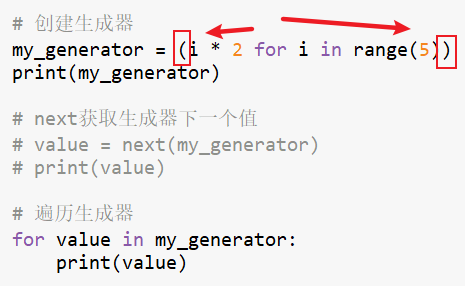 # 创建生成器
my_generator = (i * 2 for i in range(5))
print(my_generator)
# next获取生成器下一个值
# value = next(my_generator)
# print(value)
# 遍历生成器
for value in my_generator:
    print(value)